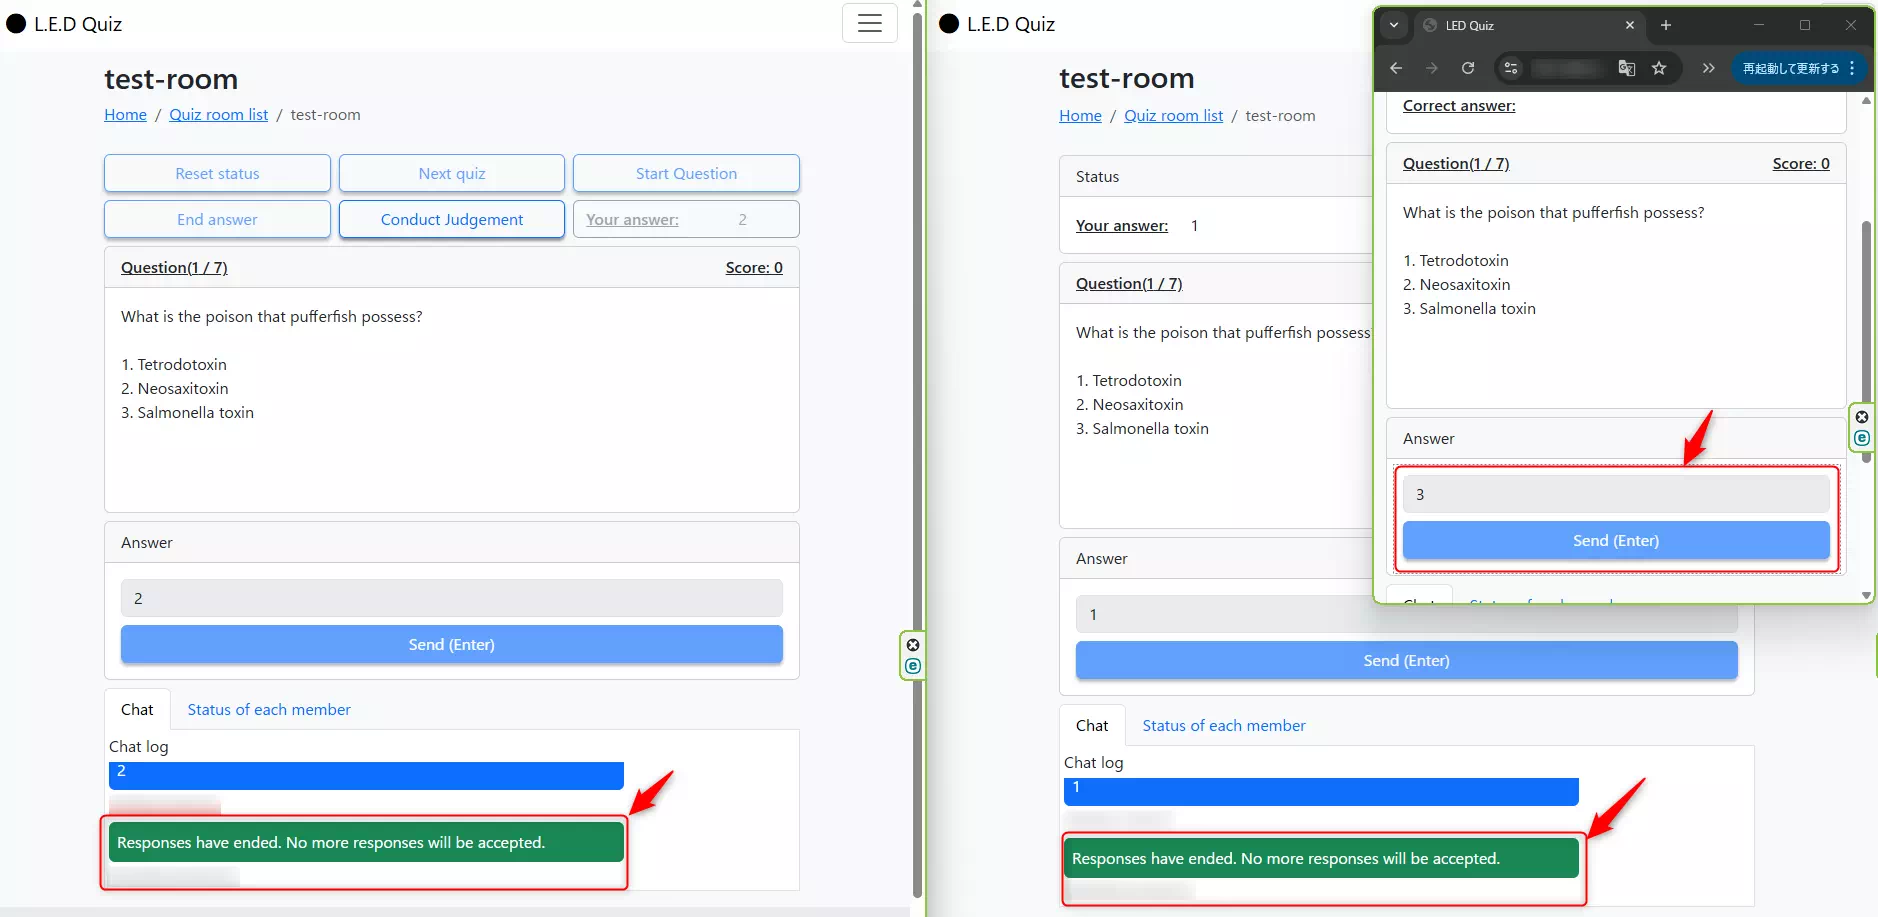 L.E.D Quiz
test-room
Home / Quiz room list / test-room
Reset status
Next quiz
Start Question
End answer
Conduct Judgement
Your answer: 2
Question(1 / 7) Score: 0
What is the poison that pufferfish possess?
1. Tetrodotoxin
2. Neosaxitoxin
3. Salmonella toxin
Answer
2
Send (Enter)
Chat Status of each member
Chat log
2
Responses have ended. No more responses will be accepted.
L.E.D Quiz
test-room
Home / Quiz room list / test-room
Status
Your answer: 1
Question(1 / 7)
What is the poison that pufferfish possess
1. Tetrodotoxin
2. Neosaxitoxin
3. Salmonella toxin
Answer
1
Send (Enter)
Chat Status of each member
Chat log
1
Responses have ended. No more responses will be accepted.
LED Quiz
再起動して更新する
Correct answer:
Question(1 / 7) Score: 0
What is the poison that pufferfish possess?
1. Tetrodotoxin
2. Neosaxitoxin
3. Salmonella toxin
Answer
3
Send (Enter)